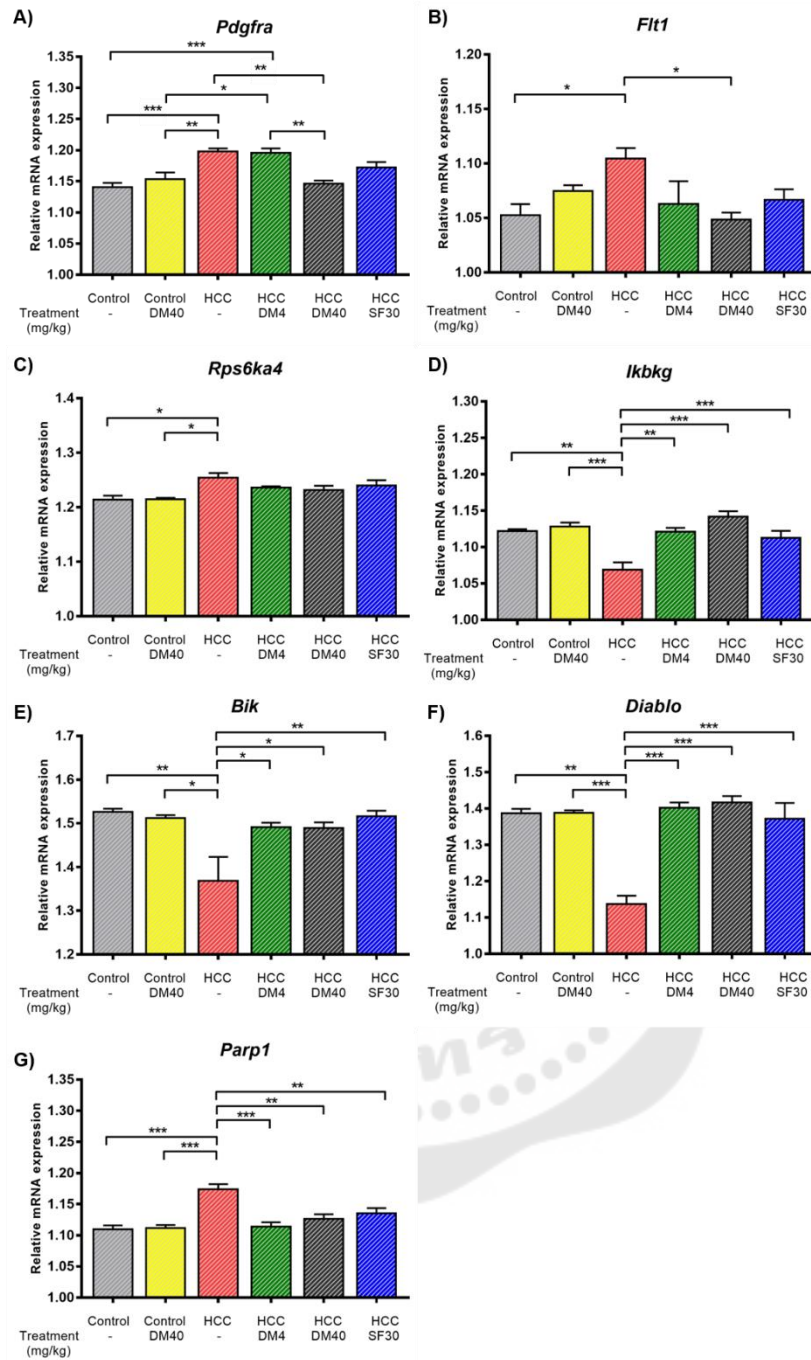 A)
Pdgfra
Relative mRNA expression
1.35
1.30
1.25
1.20
1.15
1.10
1.05
1.00
***
**
*
***
**
**
Control Control HCC HCC HCC HCC
Treatment - DM40 - DM4 DM40 SF30
(mg/kg)
B)
Flt1
Relative mRNA expression
1.20
1.15
1.10
1.05
1.00
*
*
Control Control HCC HCC HCC HCC
Treatment - DM40 - DM4 DM40 SF30
(mg/kg)
C)
Rps6ka4
Relative mRNA expression
1.4
1.3
1.2
1.1
1.0
*
*
Control Control HCC HCC HCC HCC
Treatment - DM40 - DM4 DM40 SF30
(mg/kg)
D)
Ikbkg
Relative mRNA expression
1.30
1.25
1.20
1.15
1.10
1.05
1.00
***
***
**
**
***
Control Control HCC HCC HCC HCC
Treatment - DM40 - DM4 DM40 SF30
(mg/kg)
E)
Bik
Relative mRNA expression
1.7
1.6
1.5
1.4
1.3
1.2
**
*
*
**
*
Control Control HCC HCC HCC HCC
Treatment - DM40 - DM4 DM40 SF30
(mg/kg)
F)
Diablo
Relative mRNA expression
1.6
1.5
1.4
1.3
1.2
1.1
1.0
***
***
***
**
***
Control Control HCC HCC HCC HCC
Treatment - DM40 - DM4 DM40 SF30
(mg/kg)
G)
Parp1
Relative mRNA expression
1.35
1.30
1.25
1.20
1.15
1.10
1.05
1.00
**
**
***
***
***
Control Control HCC HCC HCC HCC
Treatment - DM40 - DM4 DM40 SF30
(mg/kg)